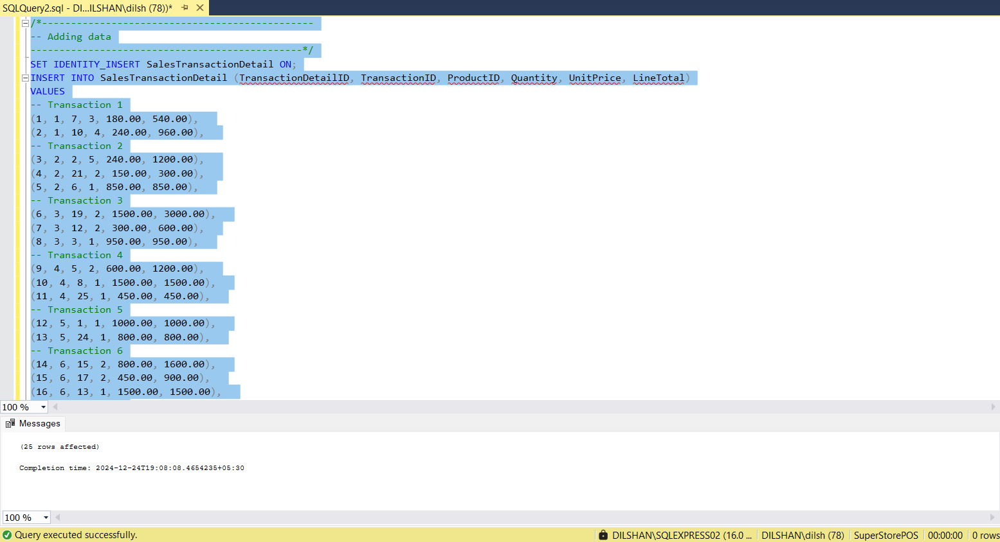 SQLQuery2.sql - DI...ILSHAN\dilsh (78))*
/*-----------------------------------------------
-- Adding data
-----------------------------------------------*/
SET IDENTITY_INSERT SalesTransactionDetail ON;
INSERT INTO SalesTransactionDetail (TransactionDetailID, TransactionID, ProductID, Quantity, UnitPrice, LineTotal)
VALUES
-- Transaction 1
(1, 1, 7, 3, 180.00, 540.00),
(2, 1, 10, 4, 240.00, 960.00),
-- Transaction 2
(3, 2, 2, 5, 240.00, 1200.00),
(4, 2, 21, 2, 150.00, 300.00),
(5, 2, 6, 1, 850.00, 850.00),
-- Transaction 3
(6, 3, 19, 2, 1500.00, 3000.00),
(7, 3, 12, 2, 300.00, 600.00),
(8, 3, 3, 1, 950.00, 950.00),
-- Transaction 4
(9, 4, 5, 2, 600.00, 1200.00),
(10, 4, 8, 1, 1500.00, 1500.00),
(11, 4, 25, 1, 450.00, 450.00),
-- Transaction 5
(12, 5, 1, 1, 1000.00, 1000.00),
(13, 5, 24, 1, 800.00, 800.00),
-- Transaction 6
(14, 6, 15, 2, 800.00, 1600.00),
(15, 6, 17, 2, 450.00, 900.00),
(16, 6, 13, 1, 1500.00, 1500.00),
100 %
Messages
(25 rows affected)
Completion time: 2024-12-24T19:08:08.4654235+05:30
100 %
Query executed successfully.
DILSHAN\SQLEXPRESS02 (16.0 ...
DILSHAN\dilsh (78)
SuperStorePOS
00:00:00
0 rows